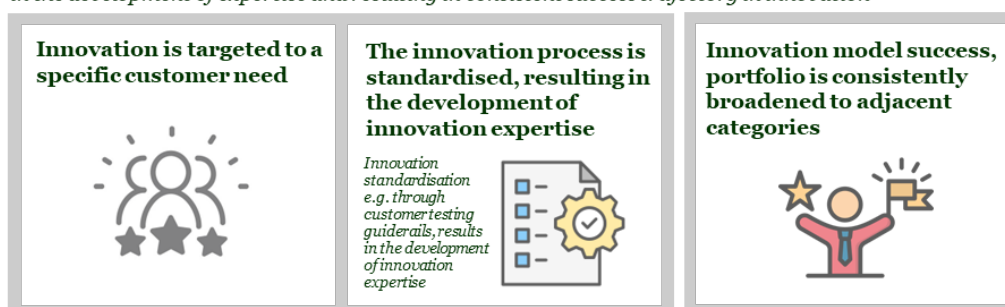 Innovation is targeted to a
specific customer need
The innovation process is
standardised, resulting in
the development of
innovation expertise
Innovation
standardisation
e.g. through
customer testing
guiderails, results
in the development
of innovation
expertise
Innovation model success,
portfolio is consistently
broadened to adjacent
categories